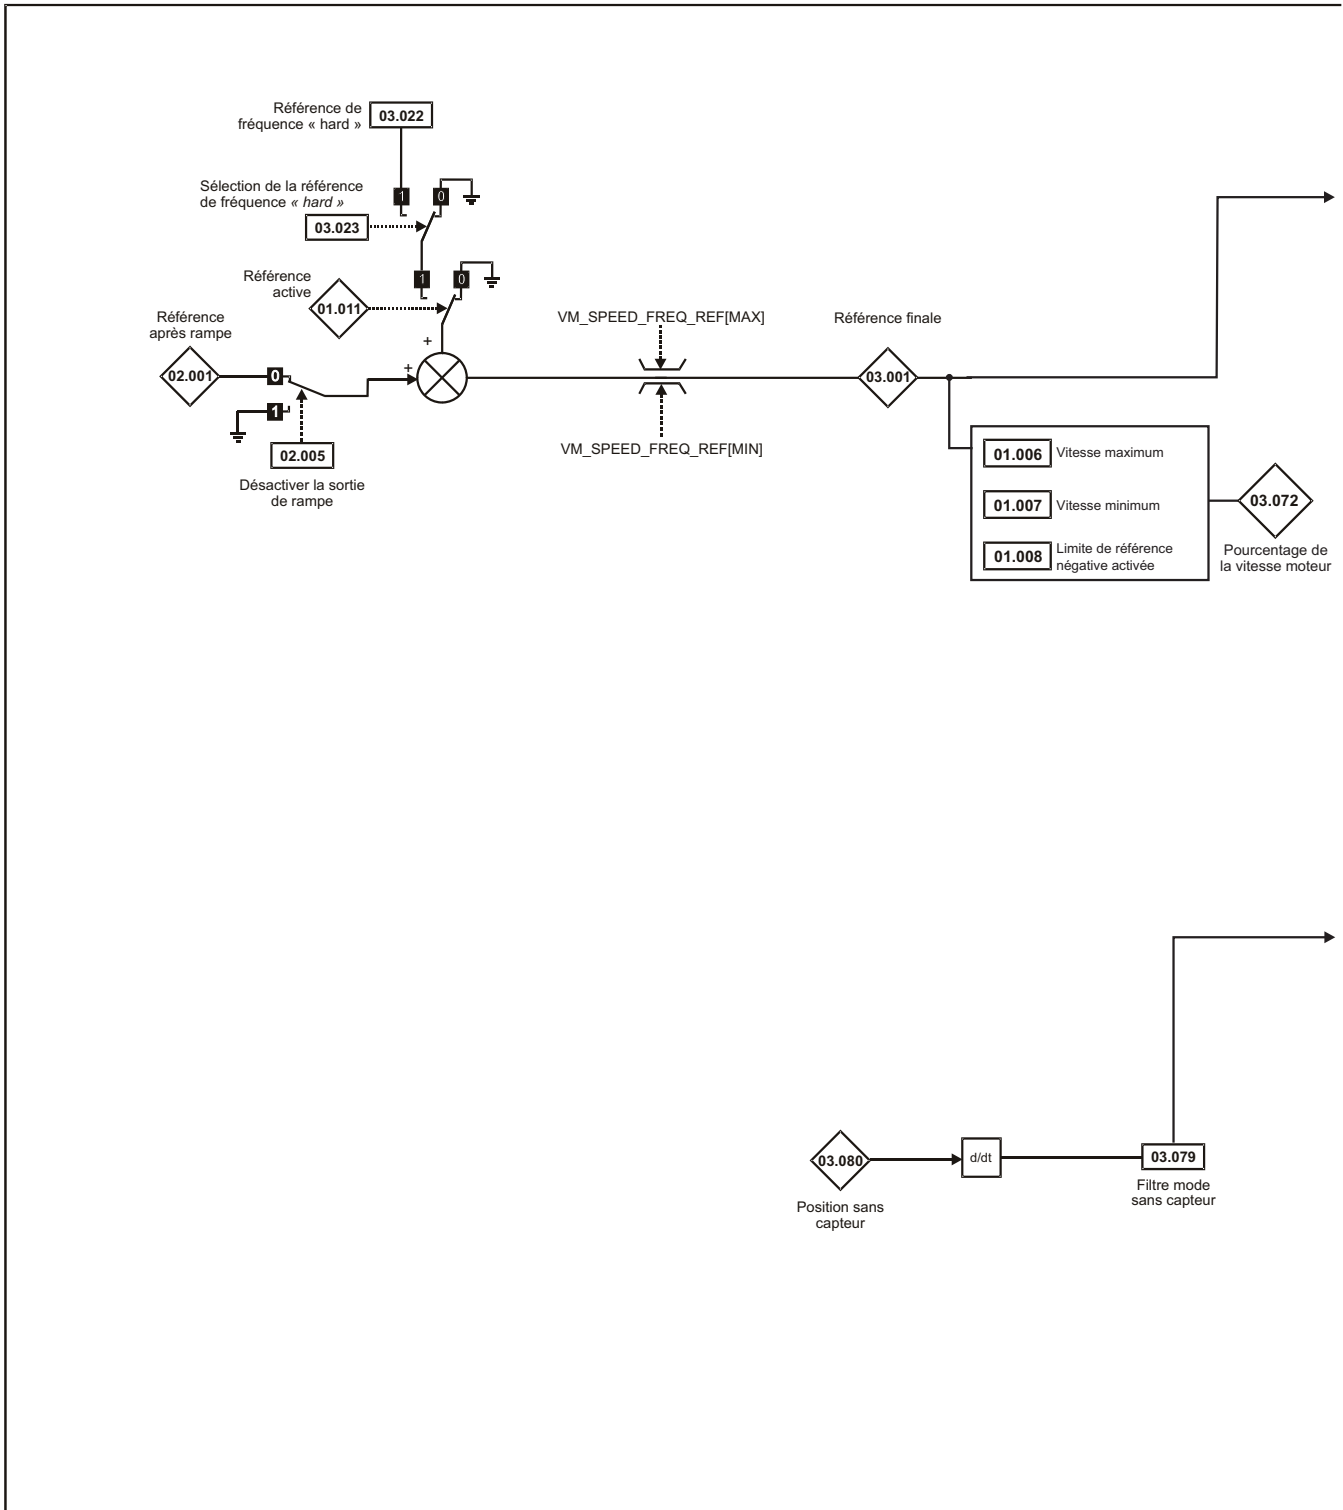 Référence de
fréquence « hard »
03.022
Sélection de la référence
de fréquence « hard »
1
0
03.023
Référence
active
1
0
01.011
Référence
après rampe
+
VM_SPEED_FREQ_REF[MAX]
Référence finale
02.001
0
+
03.001
1
02.005
VM_SPEED_FREQ_REF[MIN]
Désactiver la sortie
de rampe
01.006 Vitesse maximum
01.007 Vitesse minimum
01.008 Limite de référence
négative activée
03.072
Pourcentage de
la vitesse moteur
03.080
d/dt
03.079
Position sans
capteur
Filtre mode
sans capteur